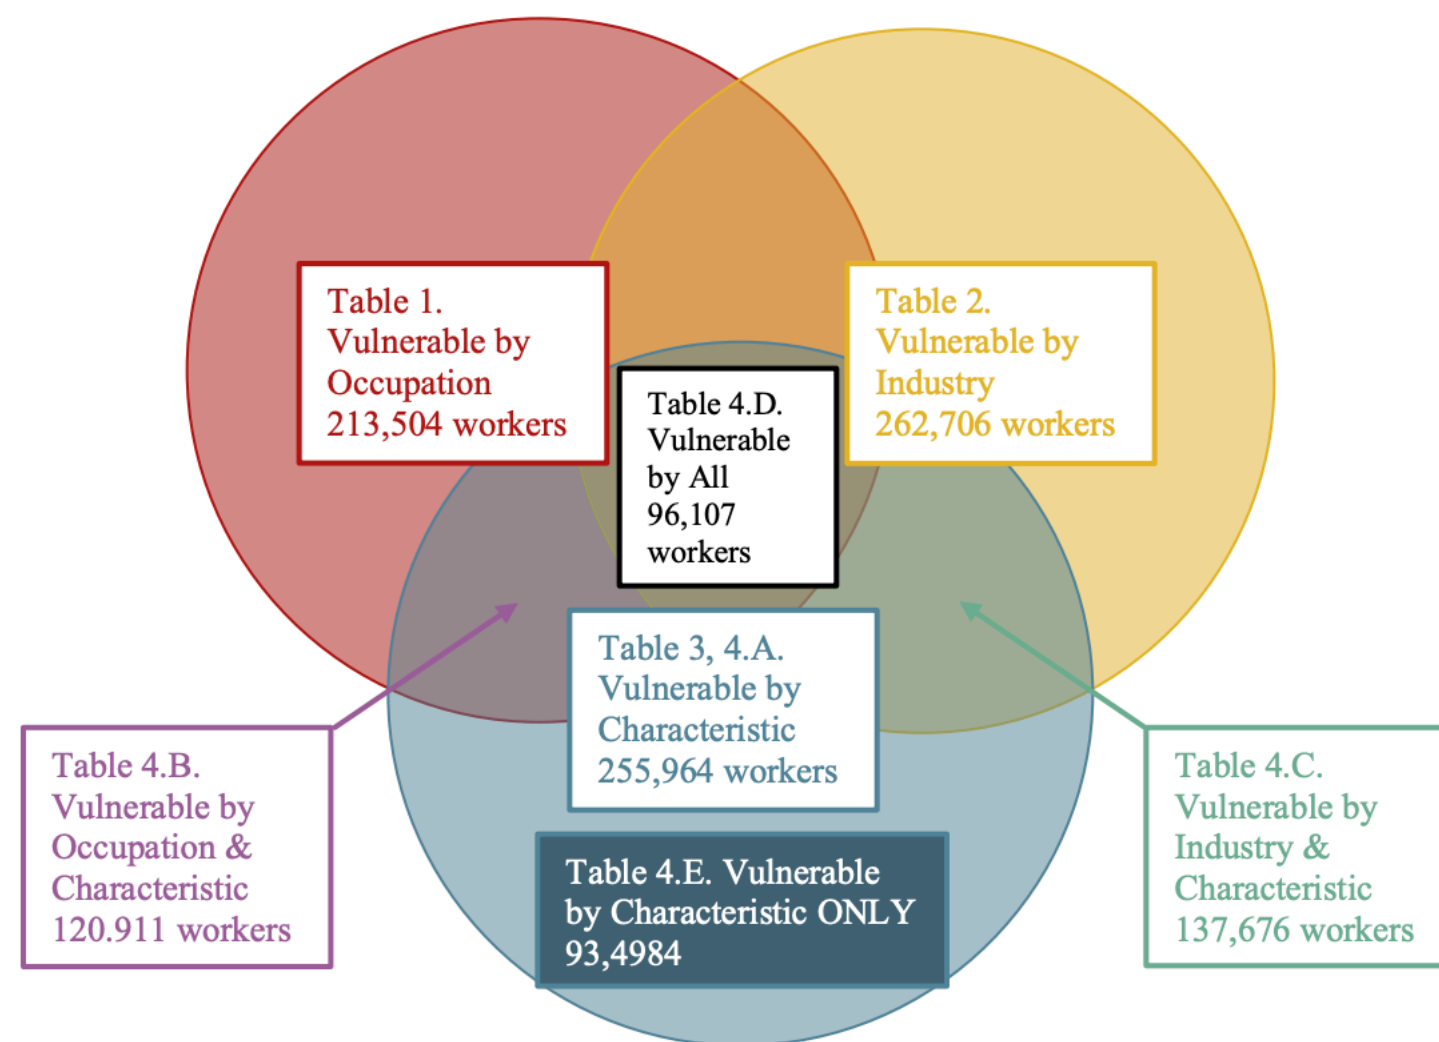 Table 1.
Vulnerable by
Occupation
213,504 workers
Table 2.
Vulnerable by
Industry
262,706 workers
Table 4.D.
Vulnerable
by All
96,107
workers
Table 3, 4.A.
Vulnerable by
Characteristic
255,964 workers
Table 4.B.
Vulnerable by
Occupation &
Characteristic
120.911 workers
Table 4.C.
Vulnerable by
Industry &
Characteristic
137,676 workers
Table 4.E. Vulnerable
by Characteristic ONLY
93,4984